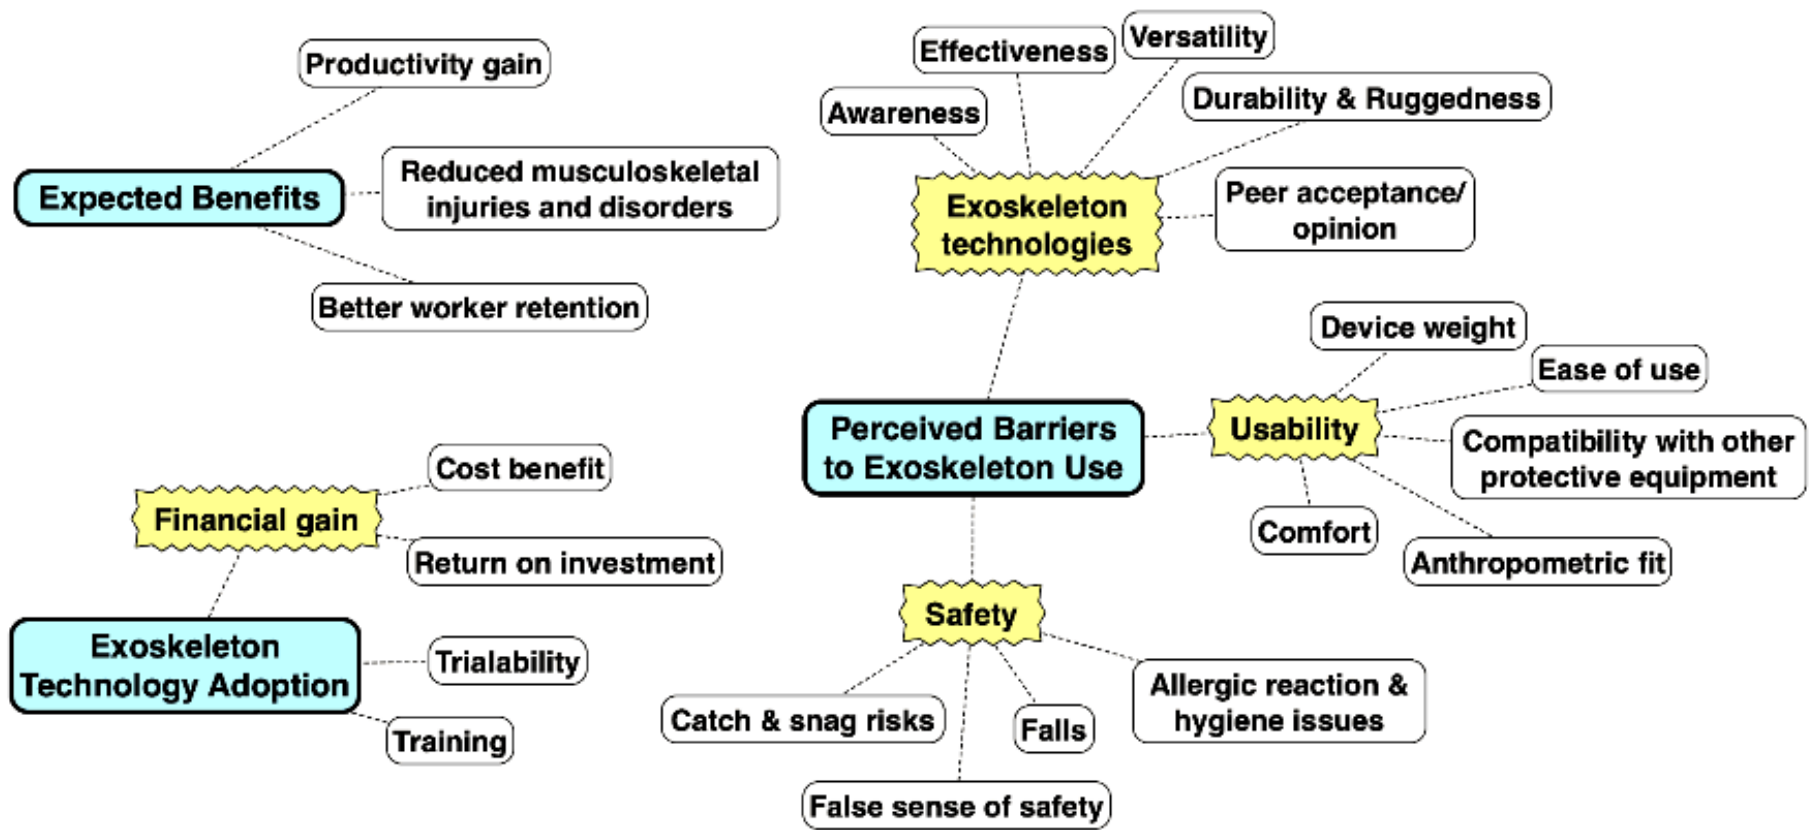 Productivity gain
Expected Benefits
Reduced musculoskeletal
injuries and disorders
Better worker retention
Effectiveness
Versatility
Awareness
Durability & Ruggedness
Exoskeleton
technologies
Peer acceptance/
opinion
Perceived Barriers
to Exoskeleton Use
Device weight
Ease of use
Usability
Compatibility with other
protective equipment
Comfort
Anthropometric fit
Safety
Catch & snag risks
Falls
Allergic reaction &
hygiene issues
False sense of safety
Cost benefit
Financial gain
Return on investment
Exoskeleton
Technology Adoption
Trialability
Training